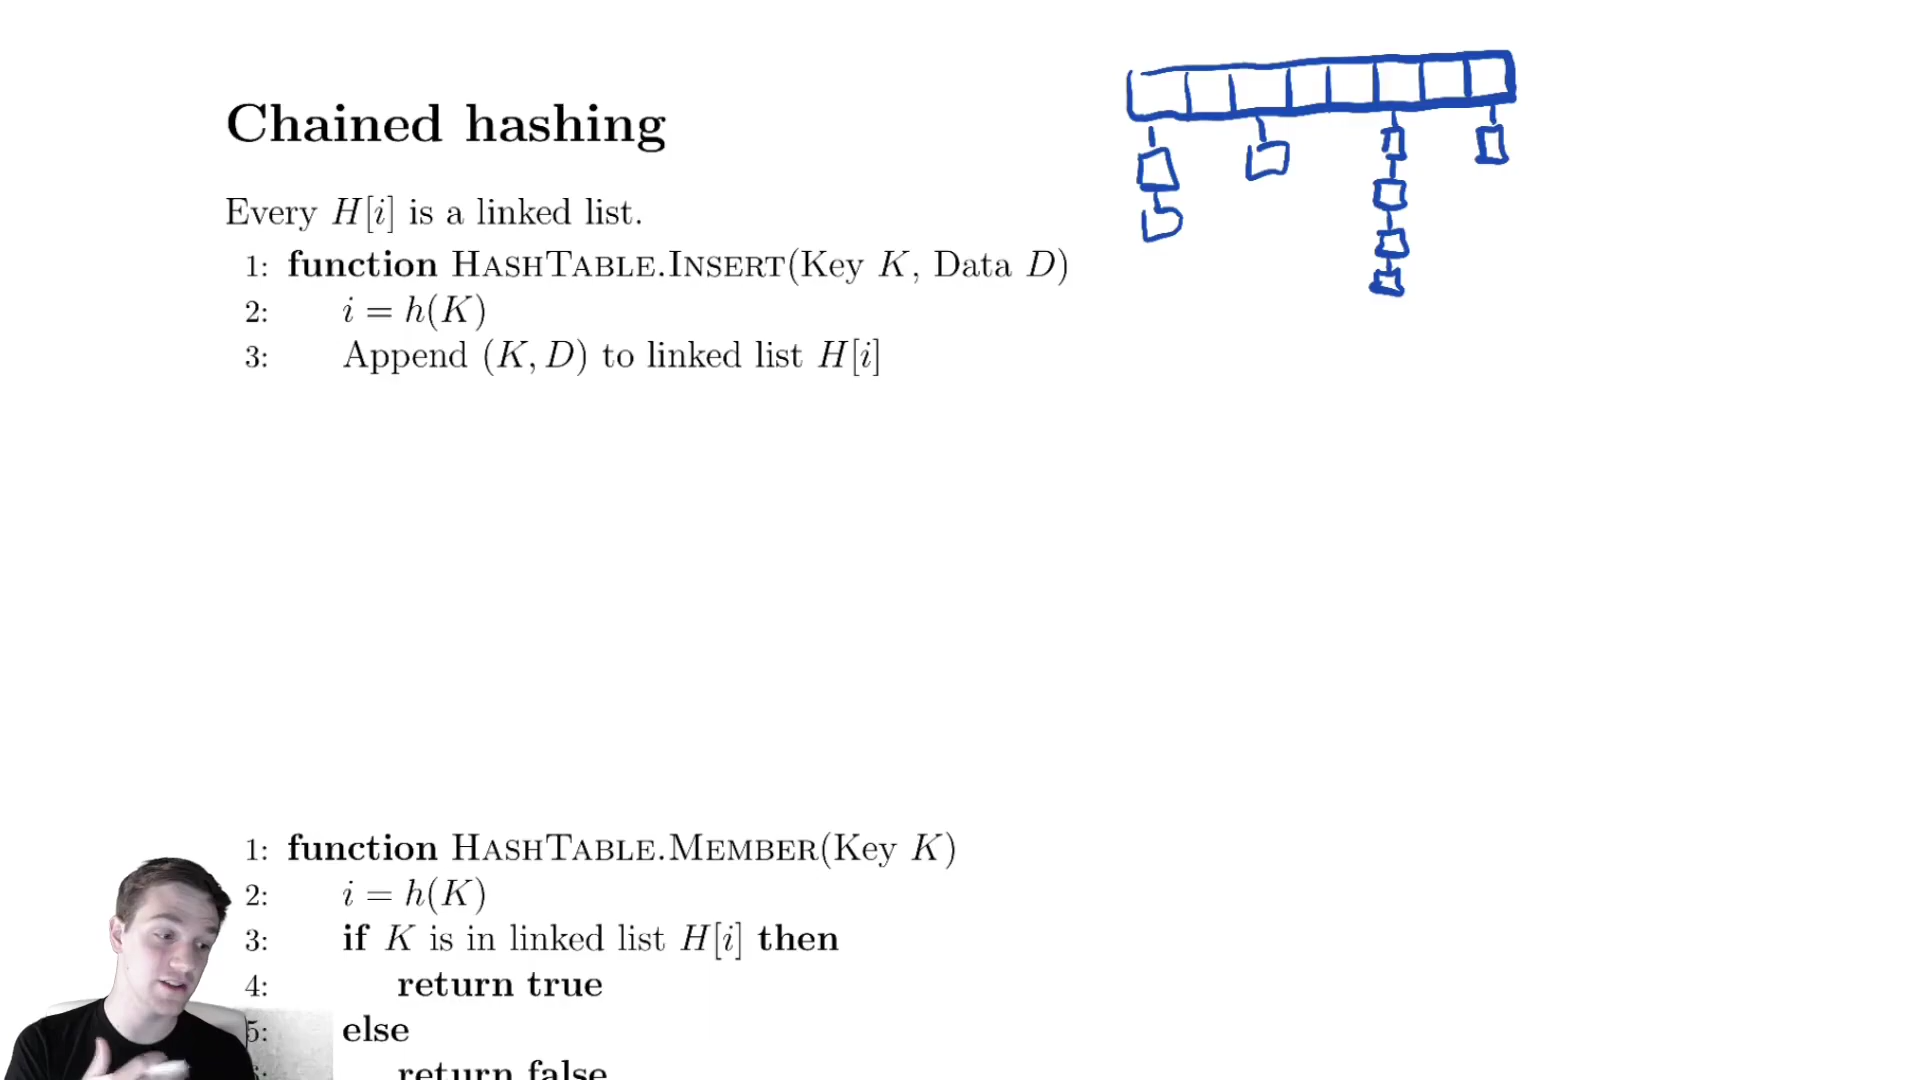 Chained hashing
Every H[i] is a linked list.
1: function HASHTABLE.INSERT(Key K, Data D)
2: i = h(K)
3: Append (K, D) to linked list H[i]
1: function HASHTABLE.MEMBER(Key K)
2: i = h(K)
3: if K is in linked list H[i] then
4: return true
5: else
return false